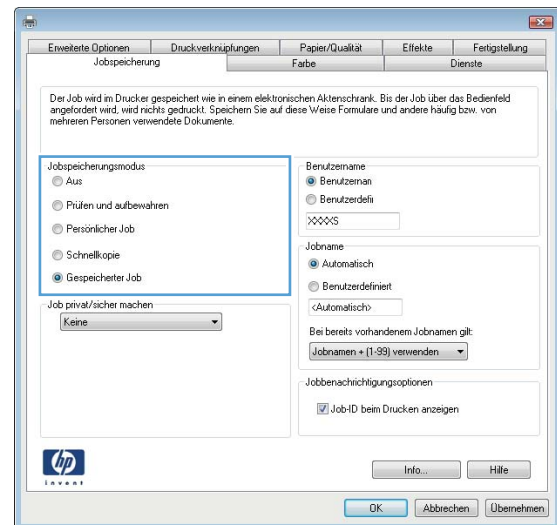 Erweiterte Optionen Druckverknüpfungen Papier/Qualität Effekte Fertigstellung
Jobspeicherung Farbe Dienste
Der Job wird im Drucker gespeichert wie in einem elektronischen Aktenschrank. Bis der Job über das Bedienfeld
angefordert wird, wird nichts gedruckt. Speichern Sie auf diese Weise Formulare und andere häufig bzw. von
mehreren Personen verwendete Dokumente.
Jobspeicherungsmodus
Aus
Prüfen und aufbewahren
Persönlicher Job
Schnellkopie
Gespeicherter Job
Job privat/sicher machen
Keine
Benutzername
Benutzernan
Benutzerdefii
XXXXS
Jobname
Automatisch
Benutzerdefiniert
<Automatisch>
Bei bereits vorhandenem Jobnamen gilt:
Jobnamen + (1-99) verwenden
Jobbenachrichtigungsoptionen
Job-ID beim Drucken anzeigen
hp
invent
Info... Hilfe
OK Abbrechen Übernehmen